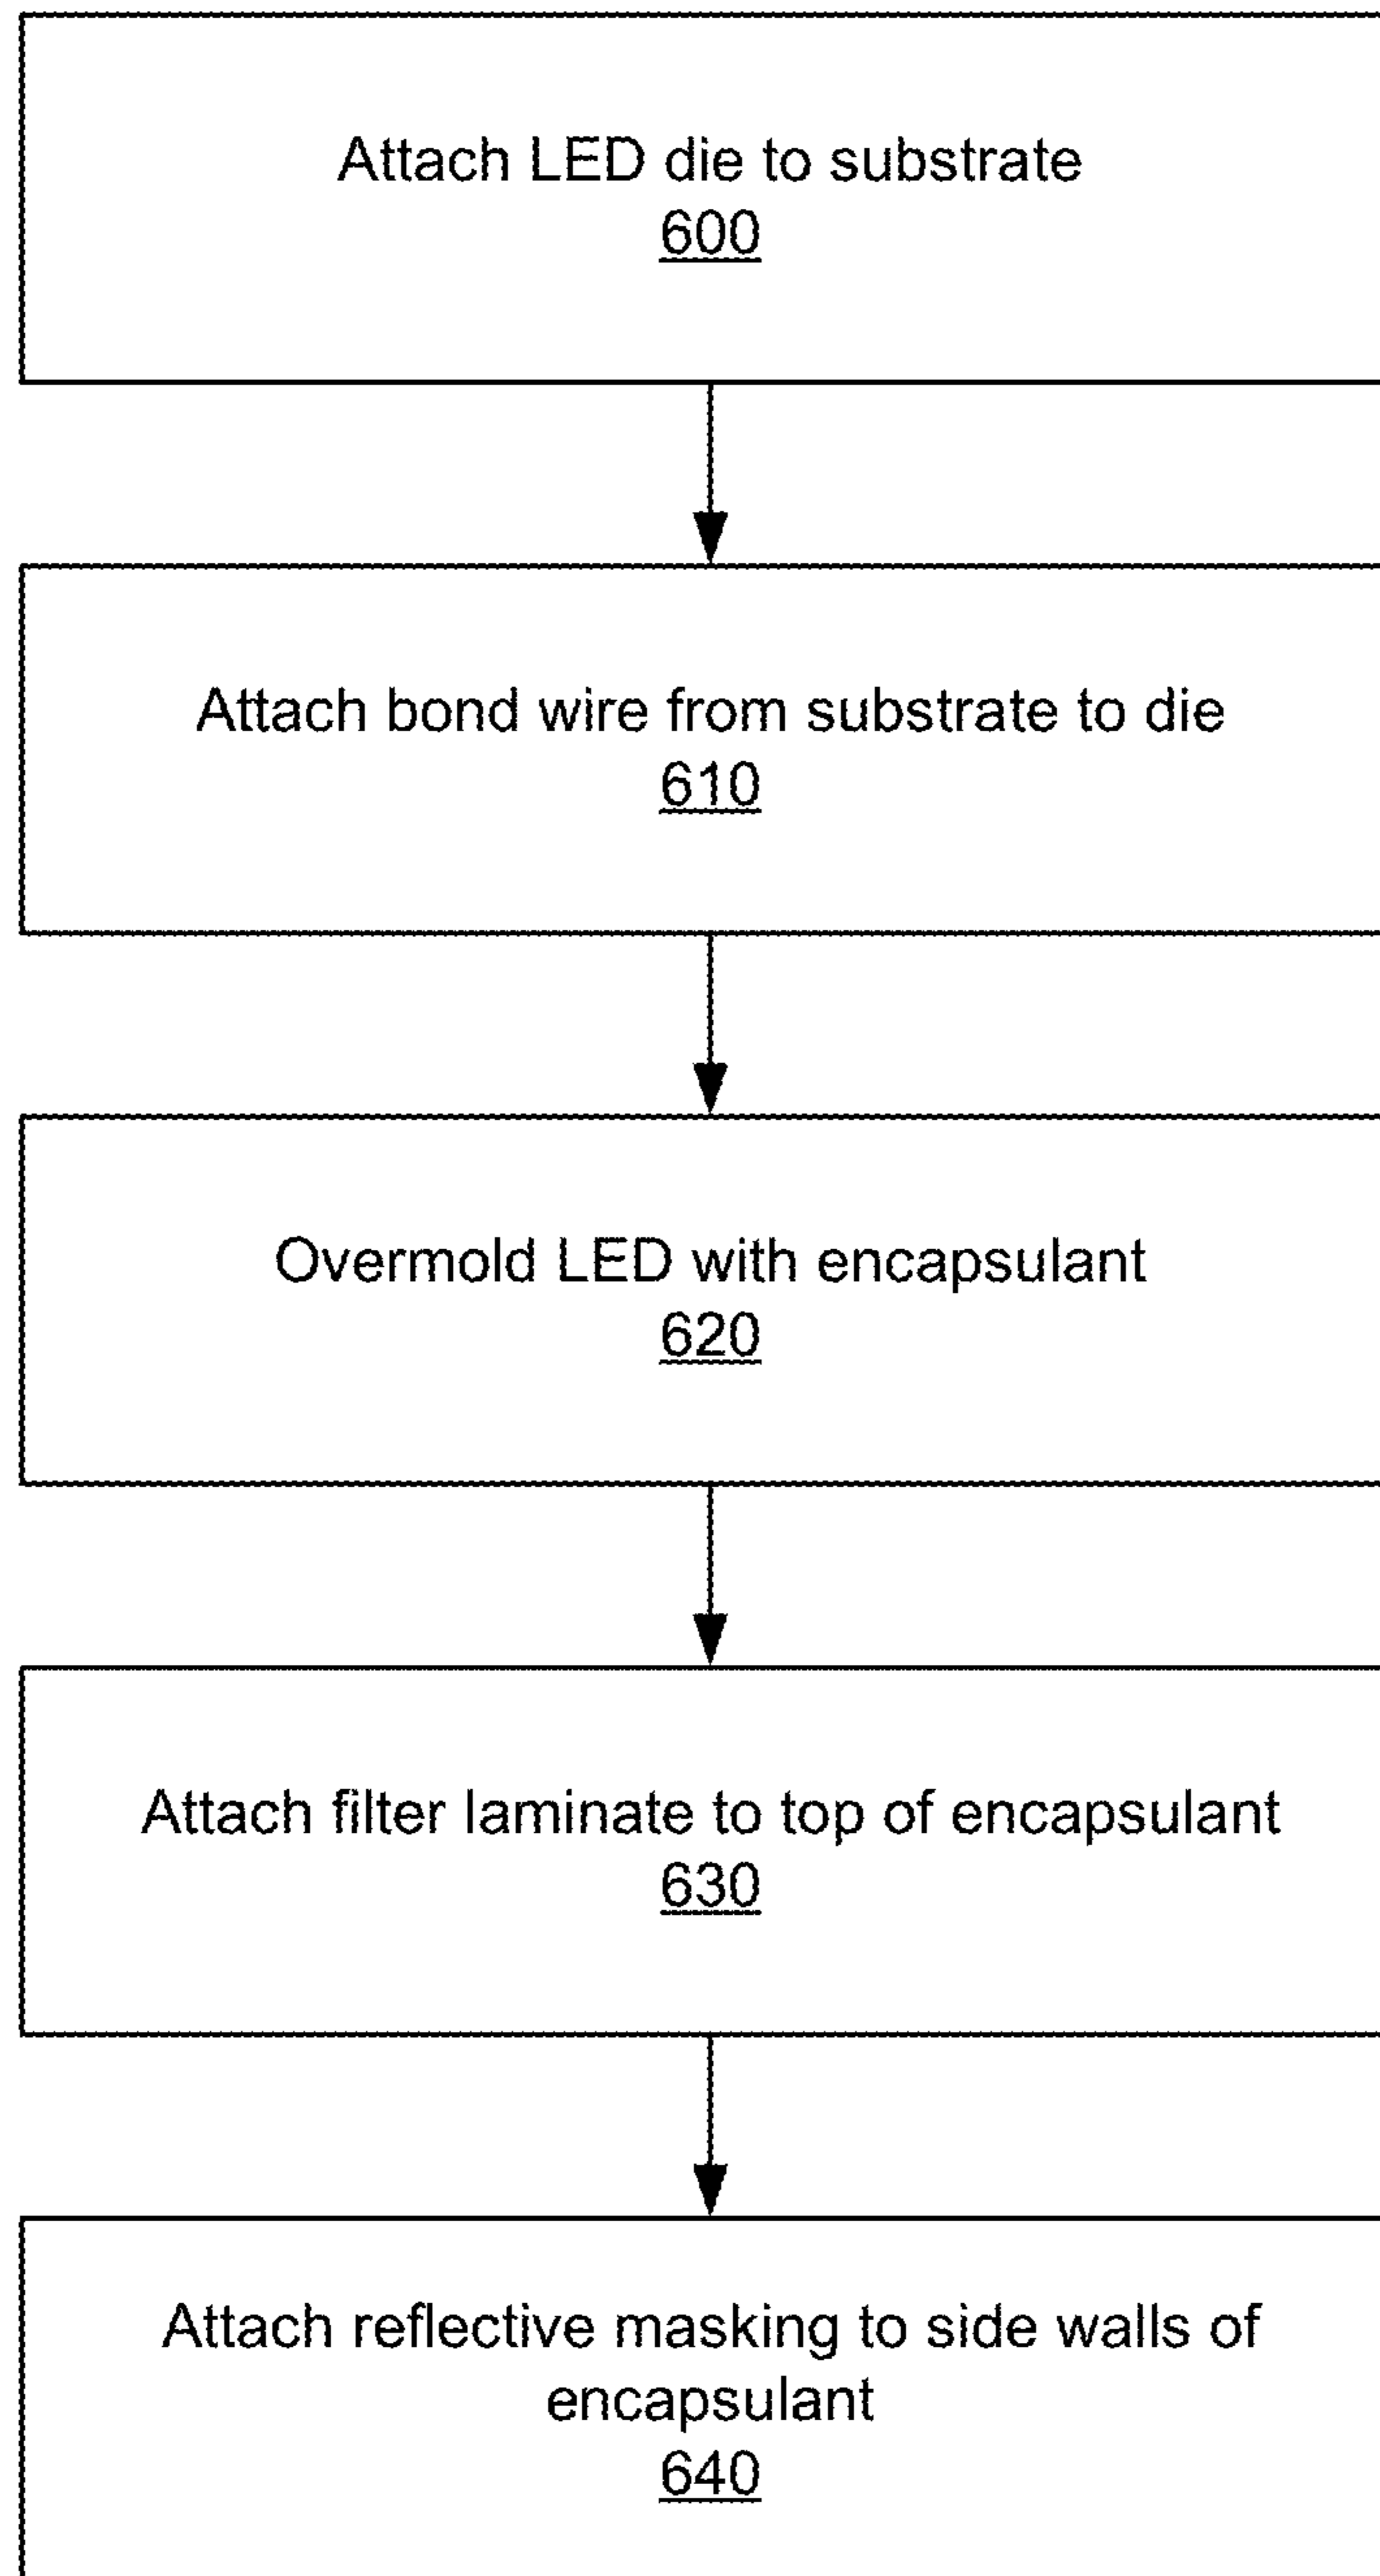 Attach LED die to substrate
600
Attach bond wire from substrate to die
610
Overmold LED with encapsulant
620
Attach filter laminate to top of encapsulant
630
Attach reflective masking to side walls of
encapsulant
640